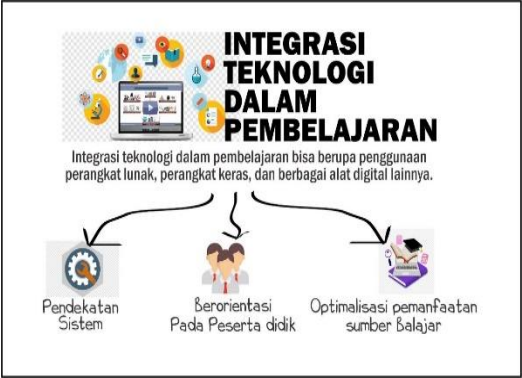 INTEGRASI
TEKNOLOGI
DALAM
PEMBELAJARAN
Integrasi teknologi dalam pembelajaran bisa berupa penggunaan
perangkat lunak, perangkat keras, dan berbagai alat digital lainnya.
Pendekatan
Sistem
Berorientasi
Pada Peserta didik
Optimalisasi pemanfaatan
sumber Balajar